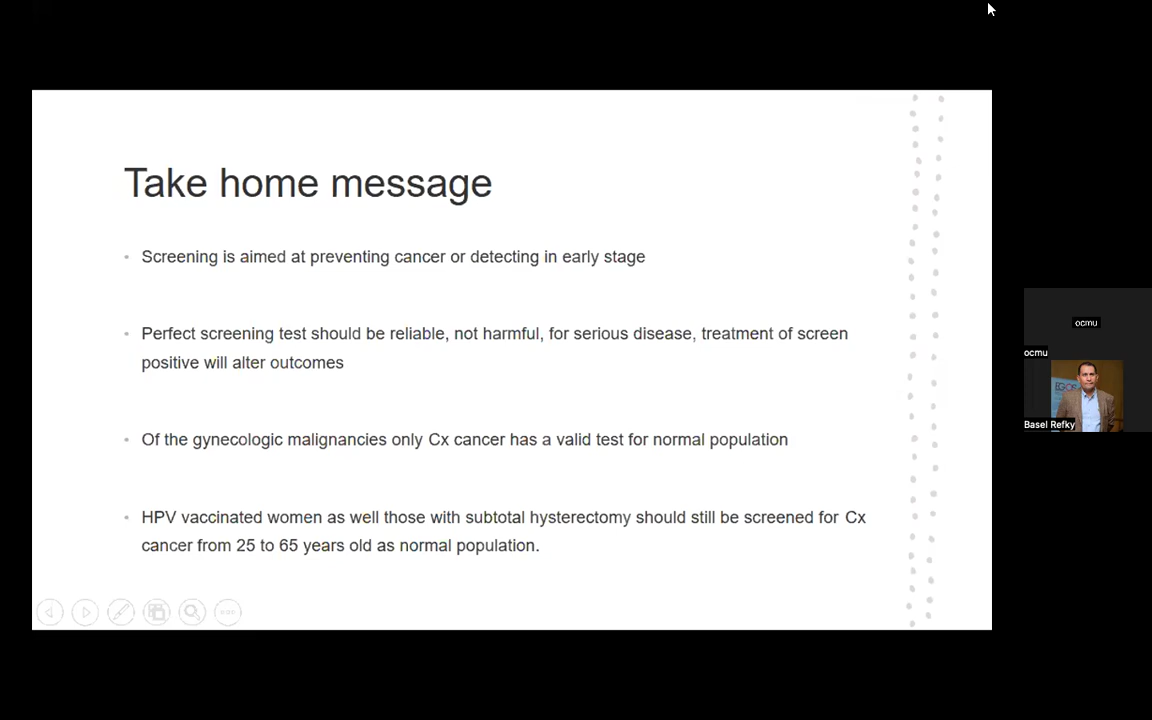 Take home message
• Screening is aimed at preventing cancer or detecting in early stage
• Perfect screening test should be reliable, not harmful, for serious disease, treatment of screen
positive will alter outcomes
• Of the gynecologic malignancies only Cx cancer has a valid test for normal population
• HPV vaccinated women as well those with subtotal hysterectomy should still be screened for Cx
cancer from 25 to 65 years old as normal population.
ocmu
ocmu
Basel Refky